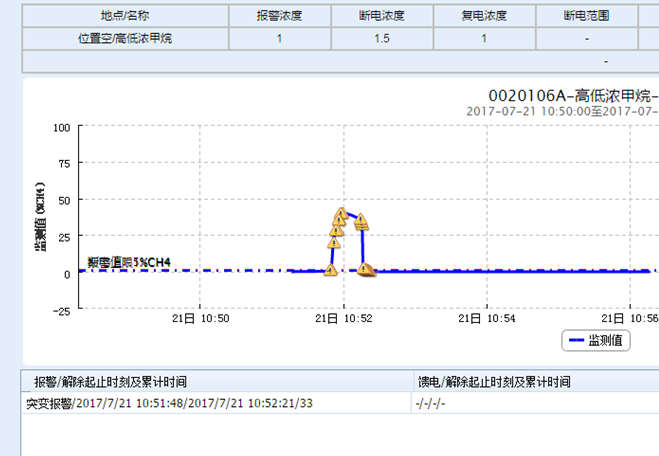 地点/名称 报警浓度 断电浓度 复电浓度 断电范围
位置空/高低浓甲烷 1 1.5 1 -
-
0020106A-高低浓甲烷-
2017-07-21 10:50:00至2017-07-
100
75
50
25
0
-25
监测值(%CH4)
%CH4
21日 10:50 21日 10:52 21日 10:54 21日 10:56
监测值
报警/解除起止时刻及累计时间 馈电/解除起止时刻及累计时间
突变报警/2017/7/21 10:51:48/2017/7/21 10:52:21/33 -/-/-/-